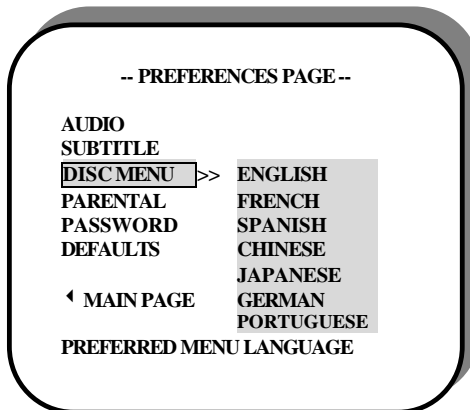 -- PREFERENCES PAGE --
AUDIO
SUBTITLE
DISC MENU >> ENGLISH
PARENTAL FRENCH
PASSWORD SPANISH
DEFAULTS CHINESE
JAPANESE
MAIN PAGE GERMAN
PORTUGUESE
PREFERRED MENU LANGUAGE